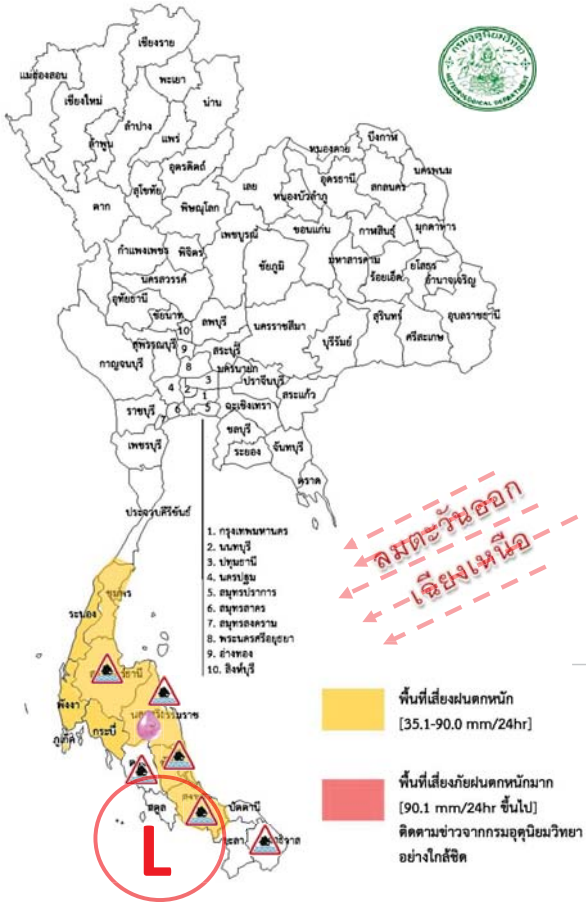 กรมอุตุนิยมวิทยา
METEOROLOGICAL DEPARTMENT
เชียงราย
แม่ฮ่องสอน
พะเยา
เชียงใหม่
น่าน
ลำปาง
แพร่
ลำพูน
บึงกาฬ
หนองคาย
อุตรดิตถ์
เลย
อุดรธานี
นครพนม
สกลนคร
หนองบัวลำภู
สุโขทัย
ตาก
พิษณุโลก
เพชรบูรณ์
ขอนแก่น
กาฬสินธุ์
มุกดาหาร
กำแพงเพชร
พิจิตร
ชัยภูมิ
มหาสารคาม
ร้อยเอ็ด
ยโสธร
อำนาจเจริญ
นครสวรรค์
อุทัยธานี
ชัยนาท
ลพบุรี
นครราชสีมา
บุรีรัมย์
สุรินทร์
ศรีสะเกษ
อุบลราชธานี
10
9
8
สุพรรณบุรี
สระบุรี
กาญจนบุรี
นครนายก
ปราจีนบุรี
สระแก้ว
3
4
2
1
5
6
7
ฉะเชิงเทรา
ราชบุรี
ชลบุรี
เพชรบุรี
ระยอง
จันทบุรี
ตราด
ประจวบคีรีขันธ์
ลมตะวันออก
เฉียงเหนือ
1. กรุงเทพมหานคร
2. นนทบุรี
3. ปทุมธานี
4. นครปฐม
5. สมุทรปราการ
6. สมุทรสาคร
7. สมุทรสงคราม
8. พระนครศรีอยุธยา
9. อ่างทอง
10. สิงห์บุรี
ชุมพร
ระนอง
พังงา
ภูเก็ต
กระบี่
สตูล
ปัตตานี
L
พื้นที่เสี่ยงฝนตกหนัก
[35.1-90.0 mm/24hr]
พื้นที่เสี่ยงภัยฝนตกหนักมาก
[90.1 mm/24hr ขึ้นไป]
ติดตามข่าวจากกรมอุตุนิยมวิทยา
อย่างใกล้ชิด